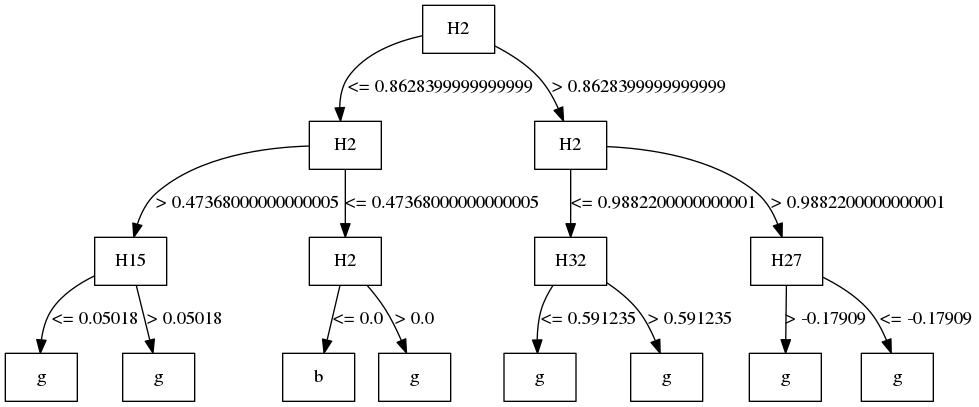 H2
<= 0.8628399999999999
> 0.8628399999999999
H2
H2
> 0.47368000000000005
<= 0.47368000000000005
<= 0.9882200000000001
> 0.9882200000000001
H15
H2
H32
H27
<= 0.05018
> 0.05018
<= 0.0
> 0.0
<= 0.591235
> 0.591235
> -0.17909
<= -0.17909
g
g
b
g
g
g
g
g